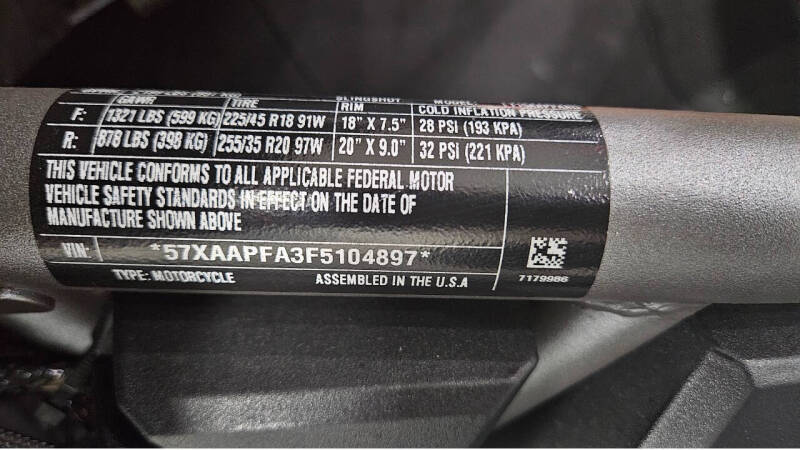 SLINGSHOT MODEL:
GAWR TIRE RIM COLD INFLATION PRESSURE
F: 1321 LBS (599 KG) 225/45 R18 91W 18" X 7.5" 28 PSI (193 KPA)
R: 878 LBS (398 KG) 255/35 R20 97W 20" X 9.0" 32 PSI (221 KPA)
THIS VEHICLE CONFORMS TO ALL APPLICABLE FEDERAL MOTOR
VEHICLE SAFETY STANDARDS IN EFFECT ON THE DATE OF
MANUFACTURE SHOWN ABOVE
VIN: *57XAAPFA3F5104897*
7179986
TYPE: MOTORCYCLE ASSEMBLED IN THE U.S.A